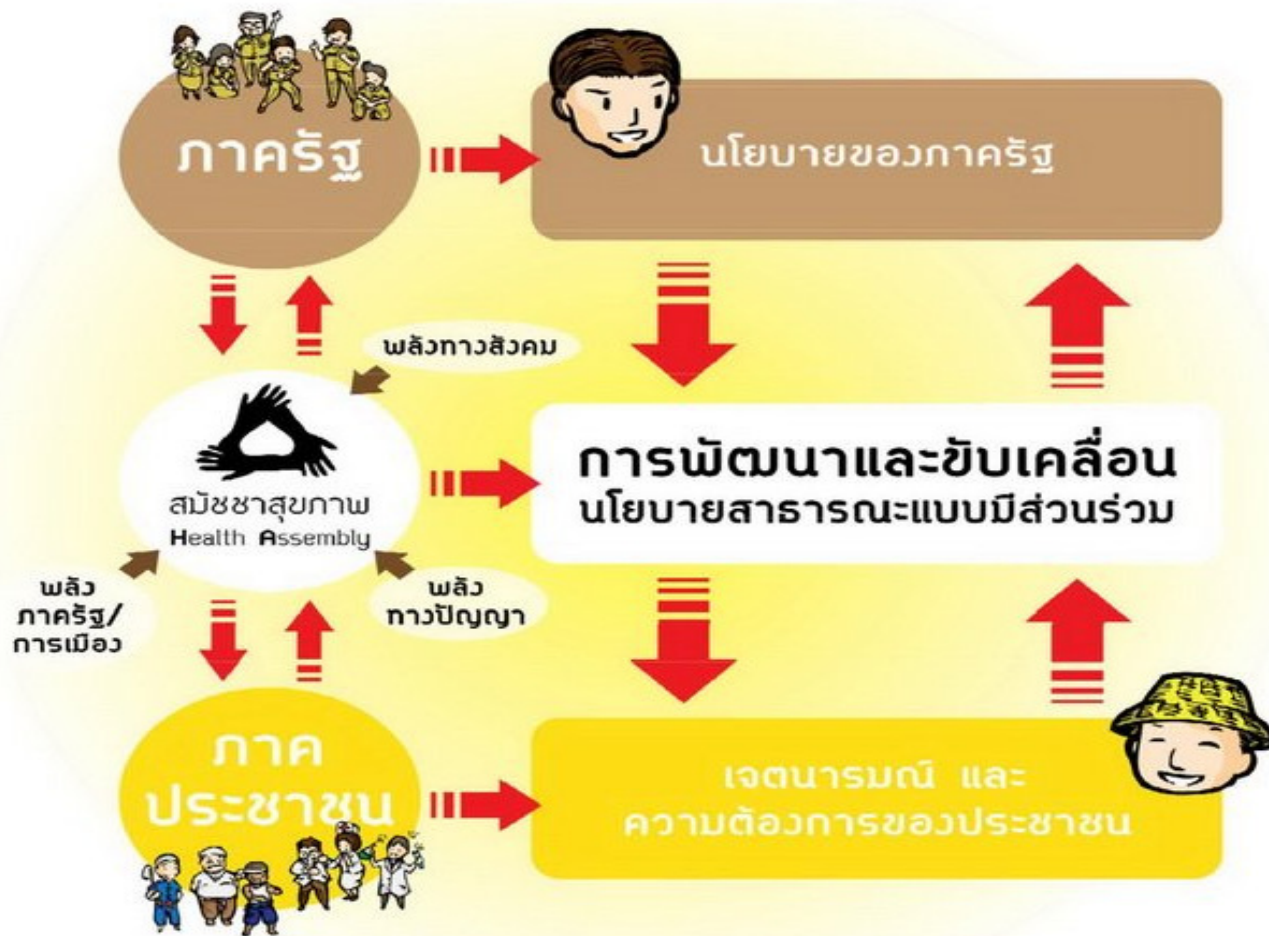 ภาครัฐ
นโยบายของภาครัฐ
พลังทางสังคม
สมัชชาสุขภาพ
Health Assembly
การพัฒนาและขับเคลื่อน
นโยบายสาธารณะแบบมีส่วนร่วม
พลัง
ภาครัฐ/
การเมือง
พลัง
ทางปัญญา
ภาค
ประชาชน
เจตนารมณ์ และ
ความต้องการของประชาชน